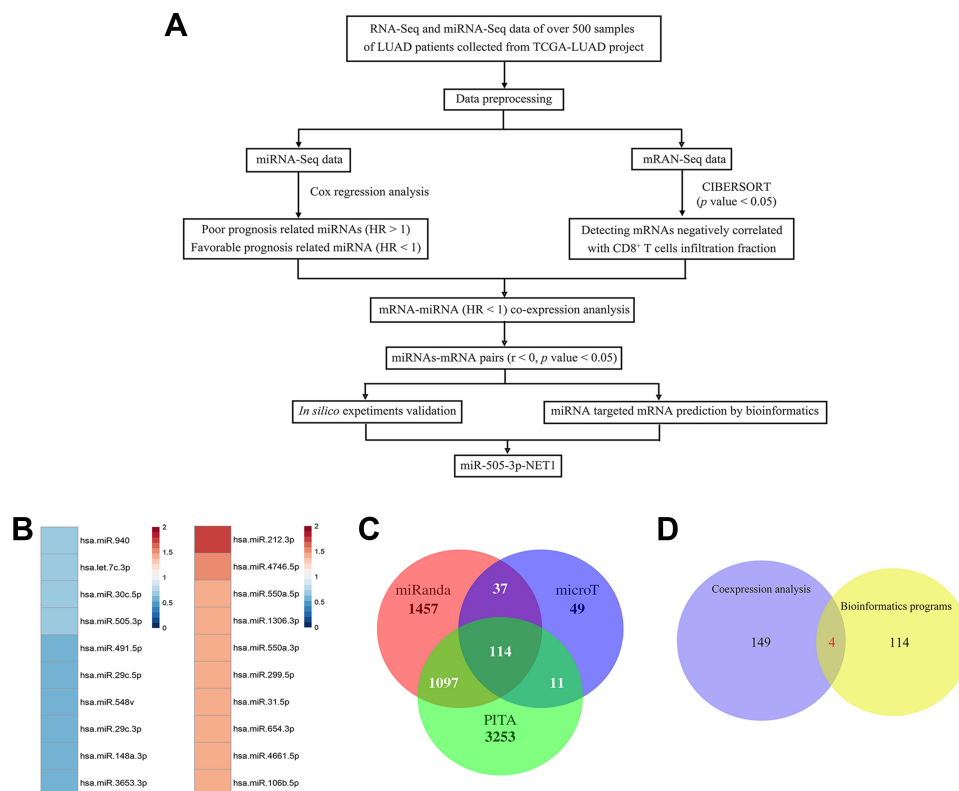 A
RNA-Seq and miRNA-Seq data of over 500 samples
of LUAD patients collected from TCGA-LUAD project
Data preprocessing
miRNA-Seq data
mRAN-Seq data
Cox regression analysis
CIBERSORT
(p value < 0.05)
Poor prognosis related miRNAs (HR > 1)
Favorable prognosis related miRNA (HR < 1)
Detecting mRNAs negatively correlated
with CD8⁺ T cells infiltration fraction
mRNA-miRNA (HR < 1) co-expression ananlysis
miRNAs-mRNA pairs (r < 0, p value < 0.05)
In silico expetiments validation
miRNA targeted mRNA prediction by bioinformatics
miR-505-3p-NET1
B
hsa.miR.940
hsa.let.7c.3p
hsa.miR.30c.5p
hsa.miR.505.3p
hsa.miR.491.5p
hsa.miR.29c.5p
hsa.miR.548v
hsa.miR.29c.3p
hsa.miR.148a.3p
hsa.miR.3653.3p
2
1.5
1
0.5
0
hsa.miR.212.3p
hsa.miR.4746.5p
hsa.miR.550a.5p
hsa.miR.1306.3p
hsa.miR.550a.3p
hsa.miR.299.5p
hsa.miR.31.5p
hsa.miR.654.3p
hsa.miR.4661.5p
hsa.miR.106b.5p
2
1.5
1
0.5
0
C
miRanda
1457
37
microT
49
114
1097
11
PITA
3253
D
Coexpression analysis
149
4
Bioinformatics programs
114